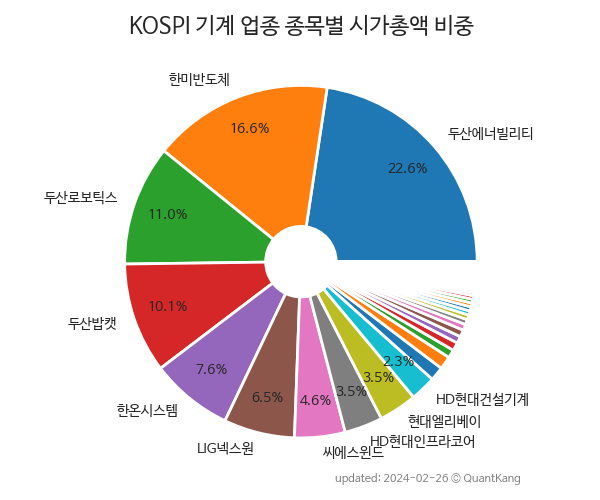 KOSPI 기계 업종 종목별 시가총액 비중
한미반도체
16.6%
두산에너빌리티
22.6%
두산로보틱스
11.0%
두산밥캣
10.1%
한온시스템
7.6%
LIG넥스원
6.5%
씨에스윈드
4.6%
HD현대인프라코어
3.5%
현대엘리베이
3.5%
HD현대건설기계
2.3%
updated: 2024-02-26 © QuantKang